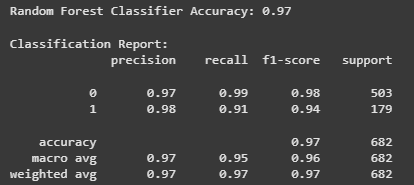 Random Forest Classifier Accuracy: 0.97
Classification Report:
precision recall f1-score support
0 0.97 0.99 0.98 503
1 0.98 0.91 0.94 179
accuracy 0.97 682
macro avg 0.97 0.95 0.96 682
weighted avg 0.97 0.97 0.97 682